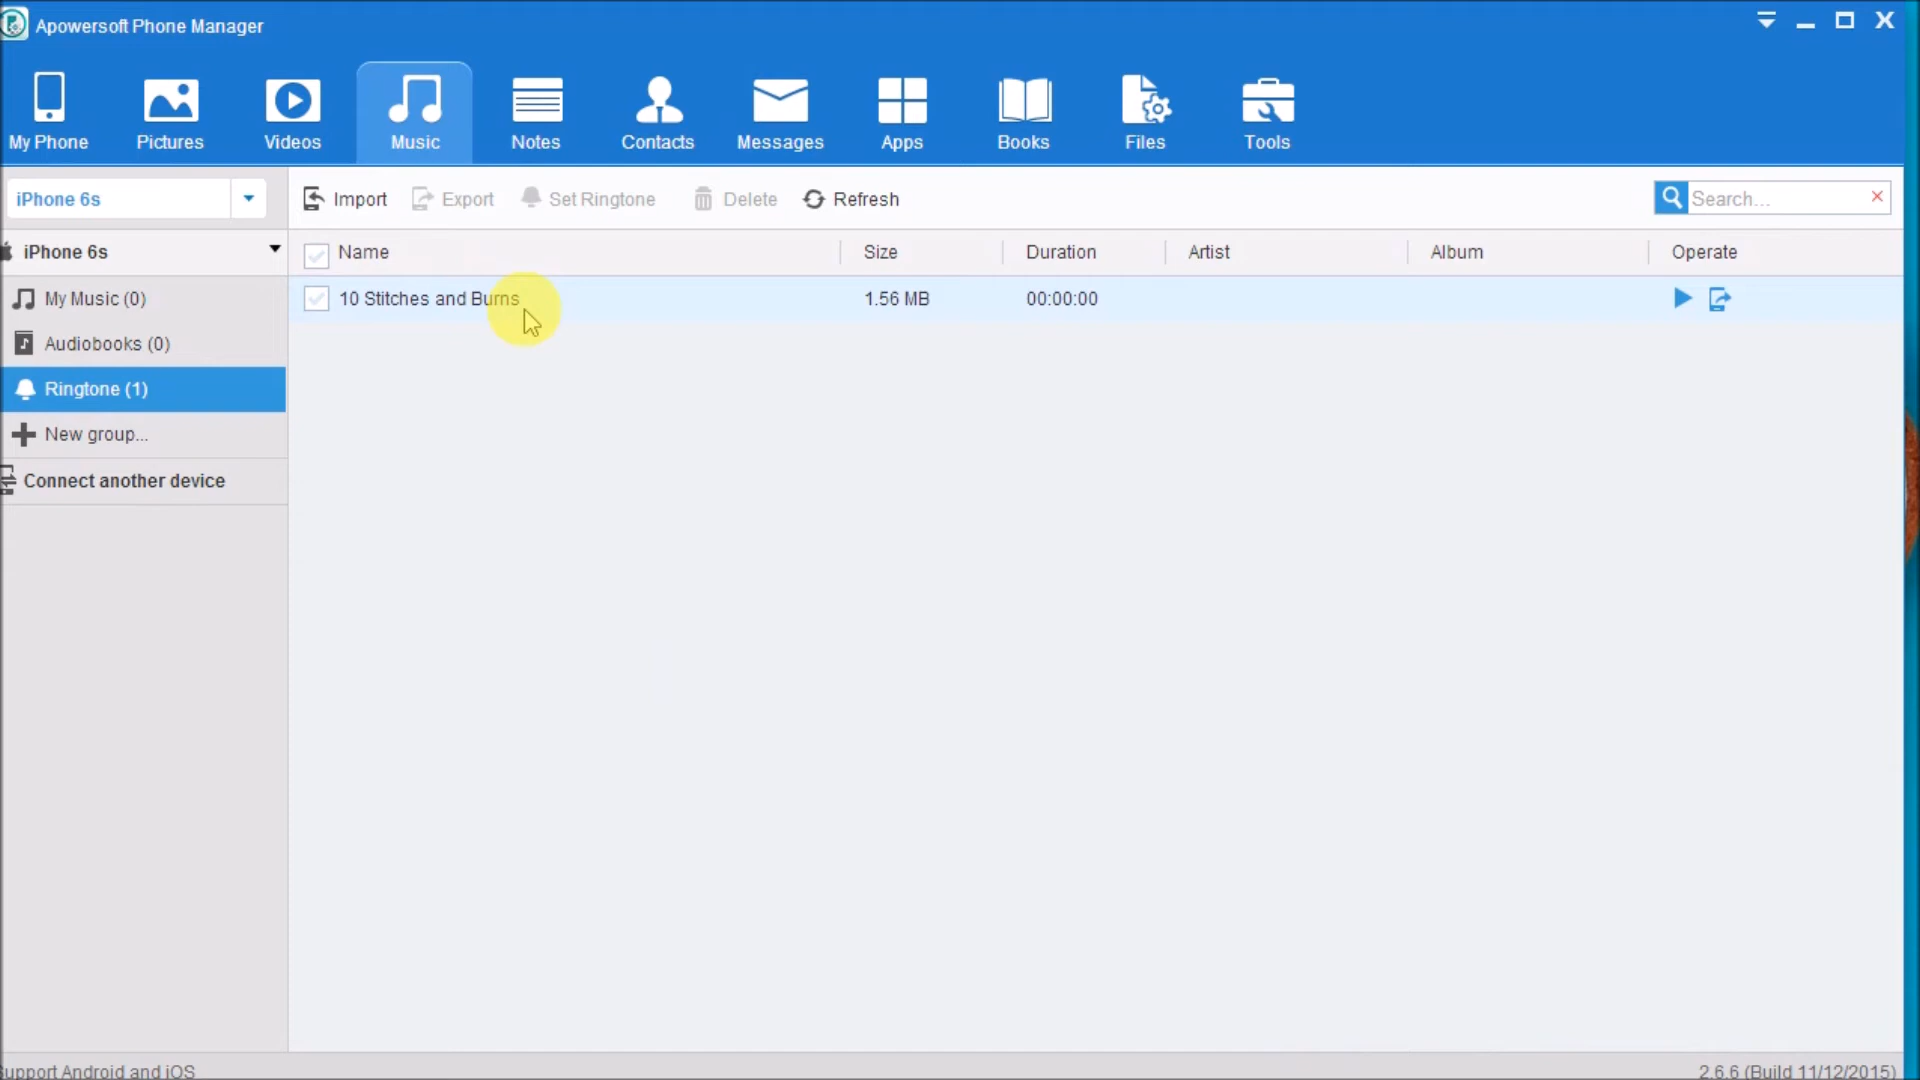 Apowersoft Phone Manager
My Phone
Pictures
Videos
Music
Notes
Contacts
Messages
Apps
Books
Files
Tools
iPhone 6s
Import
Export
Set Ringtone
Delete
Refresh
Search...
iPhone 6s
Name
Size
Duration
Artist
Album
Operate
My Music (0)
10 Stitches and Burns
1.56 MB
00:00:00
Audiobooks (0)
Ringtone (1)
New group...
Connect another device
Support Android and iOS
2.6.6 (Build 11/12/2015)